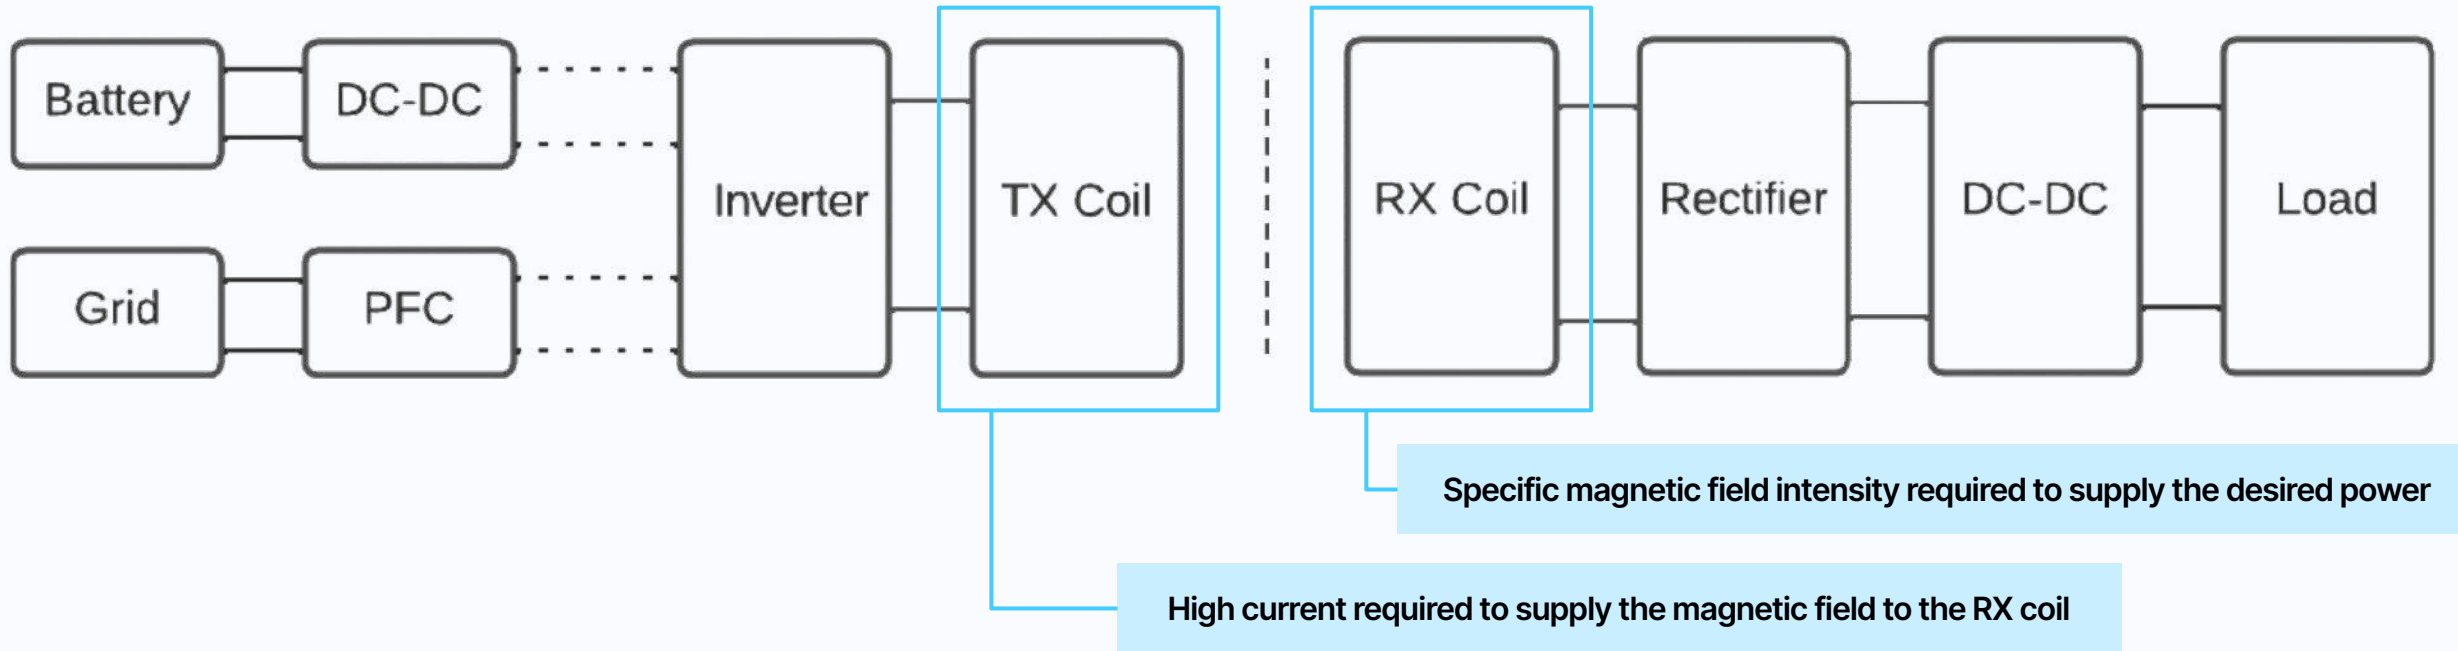 Battery
DC-DC
Grid
PFC
Inverter
TX Coil
RX Coil
Rectifier
DC-DC
Load
Specific magnetic field intensity required to supply the desired power
High current required to supply the magnetic field to the RX coil